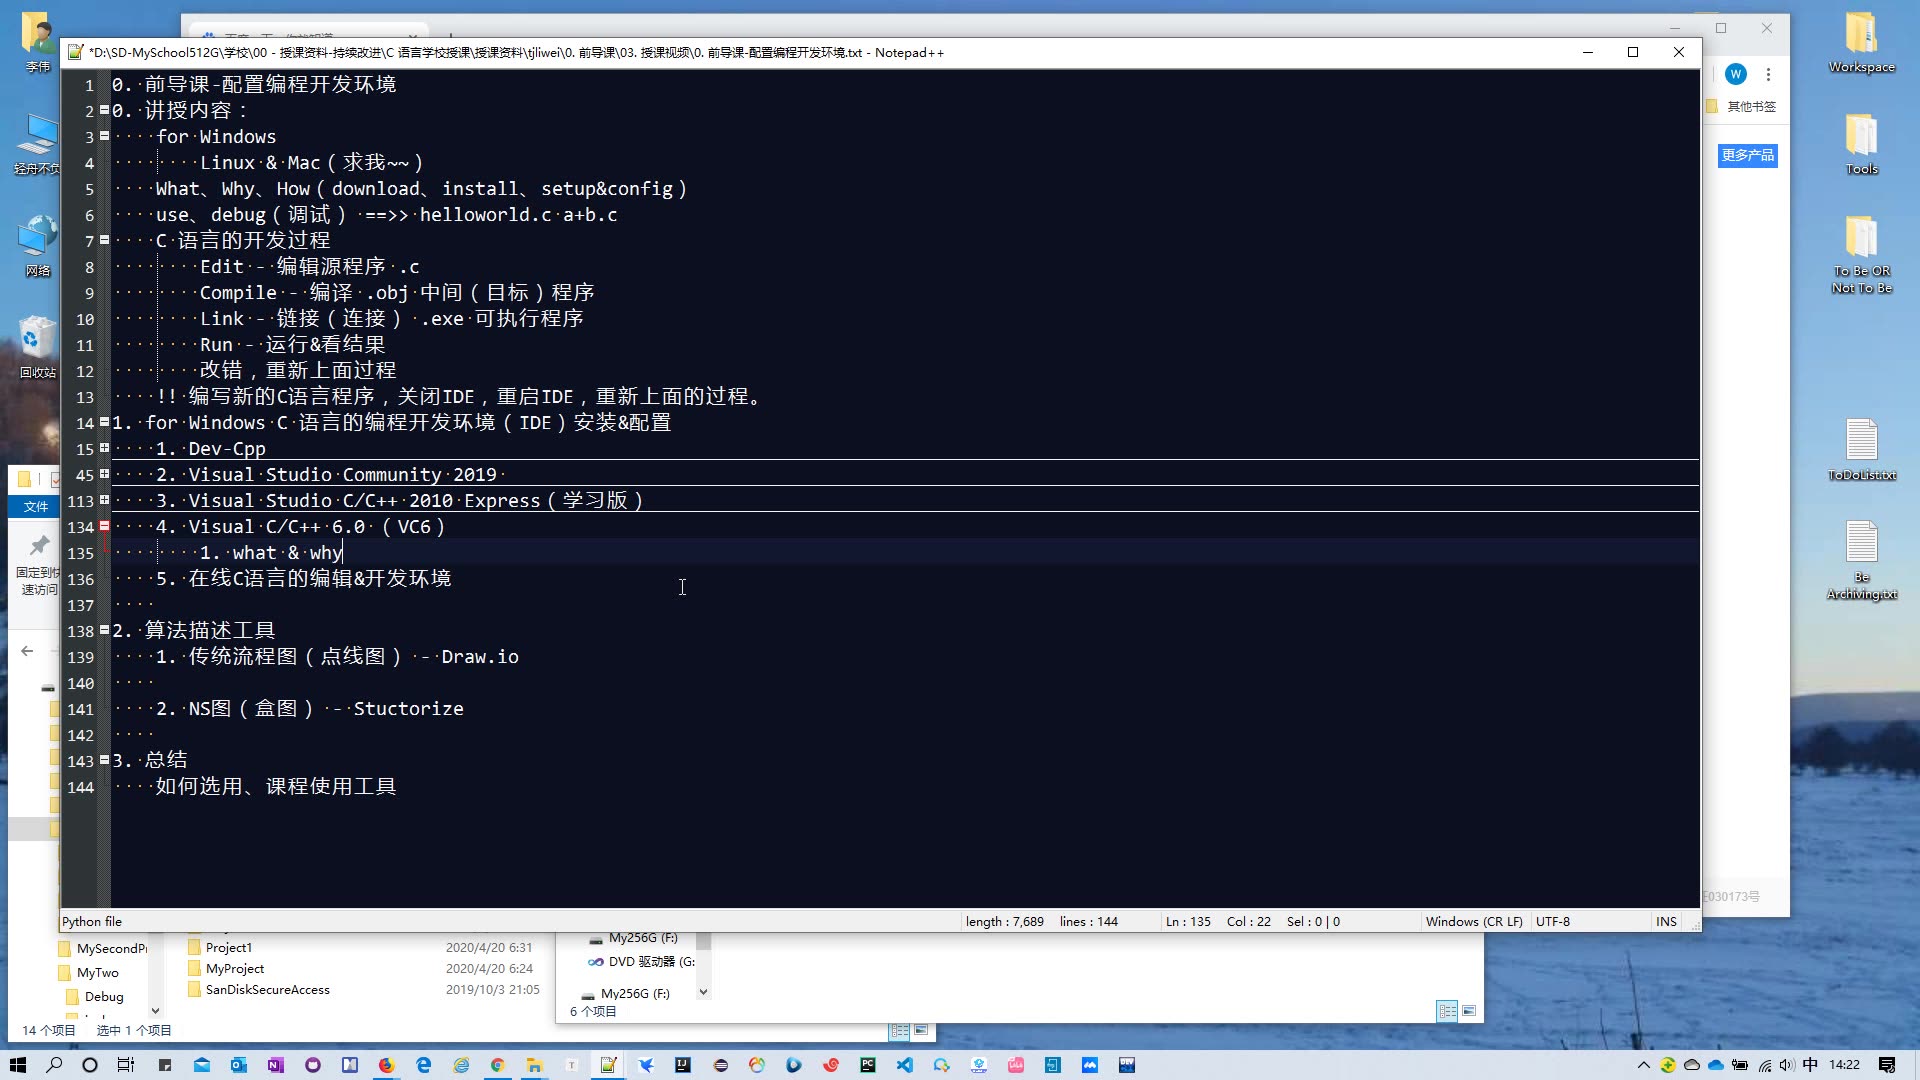 李伟
网络
回收站
*D:\SD-MySchool512G\学校\00 - 授课资料-持续改进\C 语言学校授课\授课资料\tjliwei\0. 前导课\03. 授课视频\0. 前导课-配置编程开发环境.txt - Notepad++
1 0. 前导课-配置编程开发环境
2 0. 讲授内容：
3 for Windows
4 Linux & Mac（求我~~）
5 What、Why、How（download、install、setup&config）
6 use、debug（调试） ==>> helloworld.c a+b.c
7 C 语言的开发过程
8 Edit - 编辑源程序 .c
9 Compile - 编译 .obj 中间（目标）程序
10 Link - 链接（连接） .exe 可执行程序
11 Run - 运行&看结果
12 改错，重新上面过程
13 !! 编写新的C语言程序，关闭IDE，重启IDE，重新上面的过程。
14 1. for Windows C 语言的编程开发环境（IDE）安装&配置
15 1. Dev-Cpp
45 2. Visual Studio Community 2019
113 3. Visual Studio C/C++ 2010 Express（学习版）
134 4. Visual C/C++ 6.0 （VC6）
135 1. what & why
136 5. 在线C语言的编辑&开发环境
137
138 2. 算法描述工具
139 1. 传统流程图（点线图） - Draw.io
140
141 2. NS图（盒图） - Stuctorize
142
143 3. 总结
144 如何选用、课程使用工具
Python file
length : 7,689 lines : 144
Ln : 135 Col : 22 Sel : 0 | 0
Windows (CR LF)
UTF-8
INS
W
其他书签
更多产品
030173号
Workspace
Tools
To Be OR
Not To Be
ToDoList.txt
Be
Archiving.txt
文件
固定到快
速访问
MySecondPr
MyTwo
Debug
14 个项目 选中 1 个项目
Project1 2020/4/20 6:31
MyProject 2020/4/20 6:24
SanDiskSecureAccess 2019/10/3 21:05
My256G (F:)
DVD 驱动器 (G:
My256G (F:)
6 个项目
中
14:22